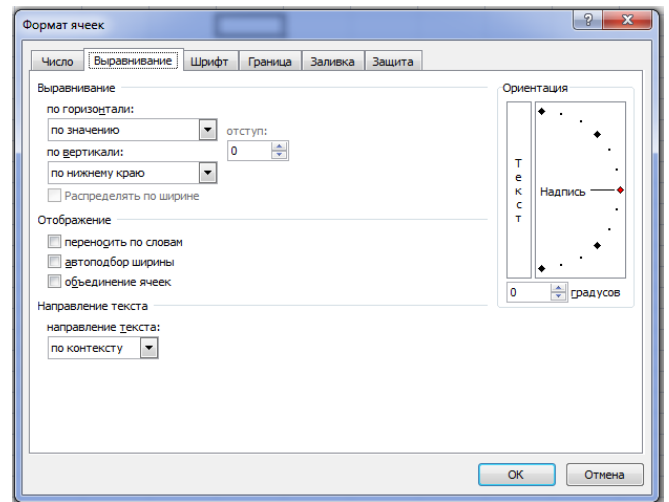 Формат ячеек
Число Выравнивание Шрифт Граница Заливка Защита
Выравнивание
по горизонтали:
по значению
отступ:
0
по вертикали:
по нижнему краю
Распределять по ширине
Отображение
переносить по словам
автоподбор ширины
объединение ячеек
Направление текста
направление текста:
по контексту
Ориентация
Текст
Надпись
0 градусов
ОК Отмена